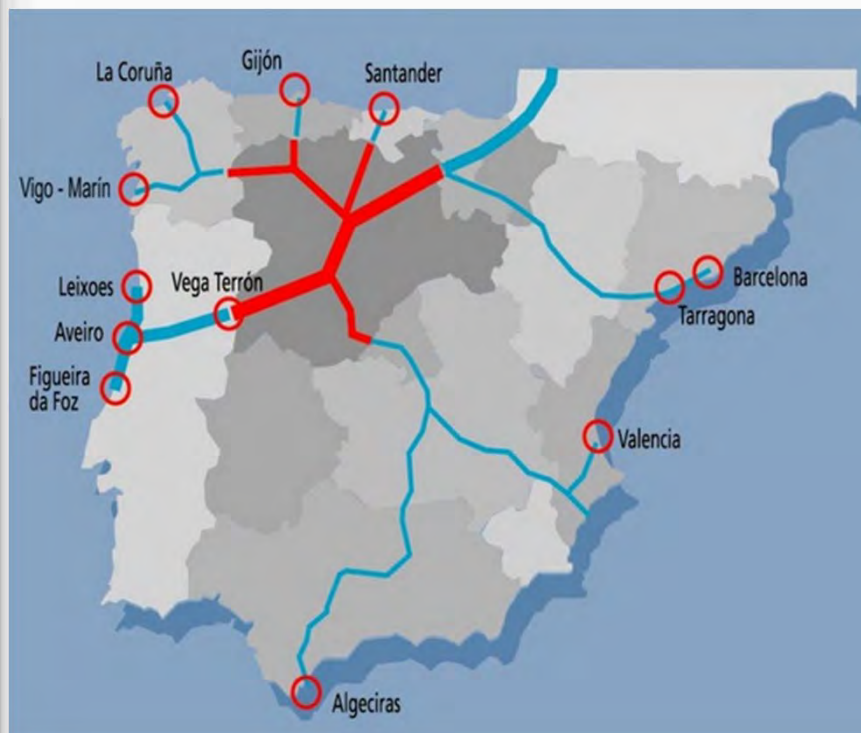 Gijón
La Coruña
Santander
Vigo - Marín
Leixoes
Vega Terrón
Barcelona
Tarragona
Aveiro
Figueira
da Foz
Valencia
Algeciras